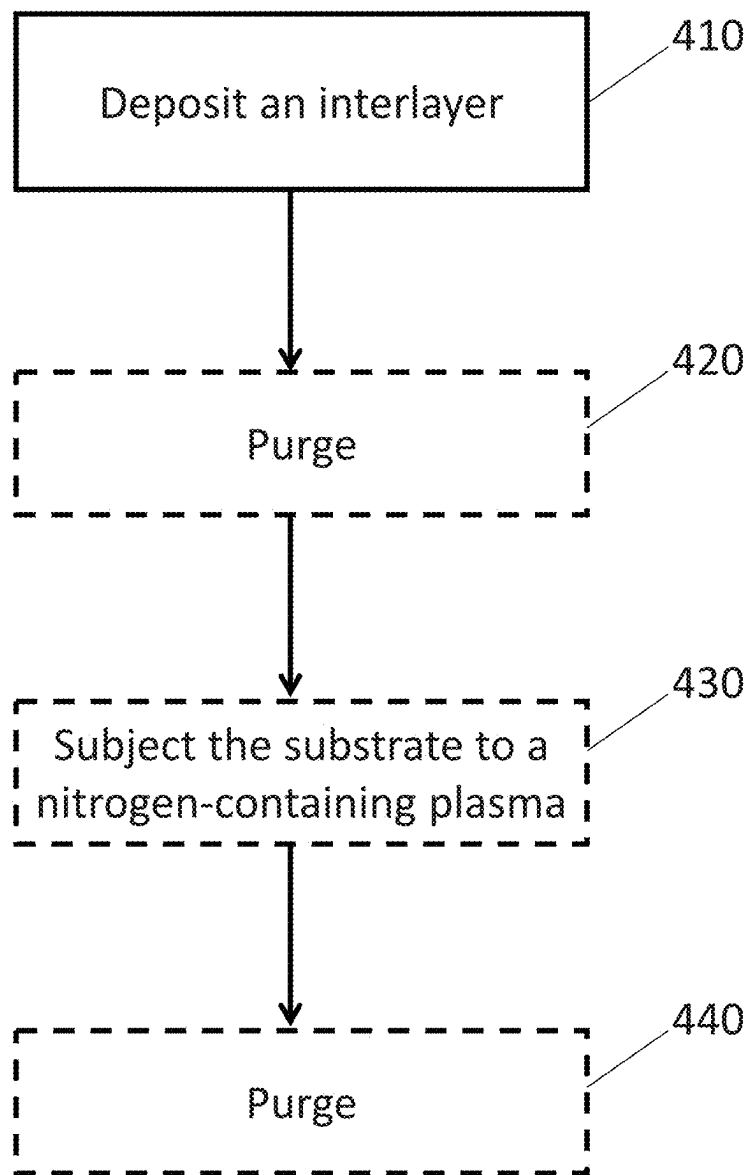 Deposit an interlayer
410
Purge
420
Subject the substrate to a
nitrogen-containing plasma
430
Purge
440